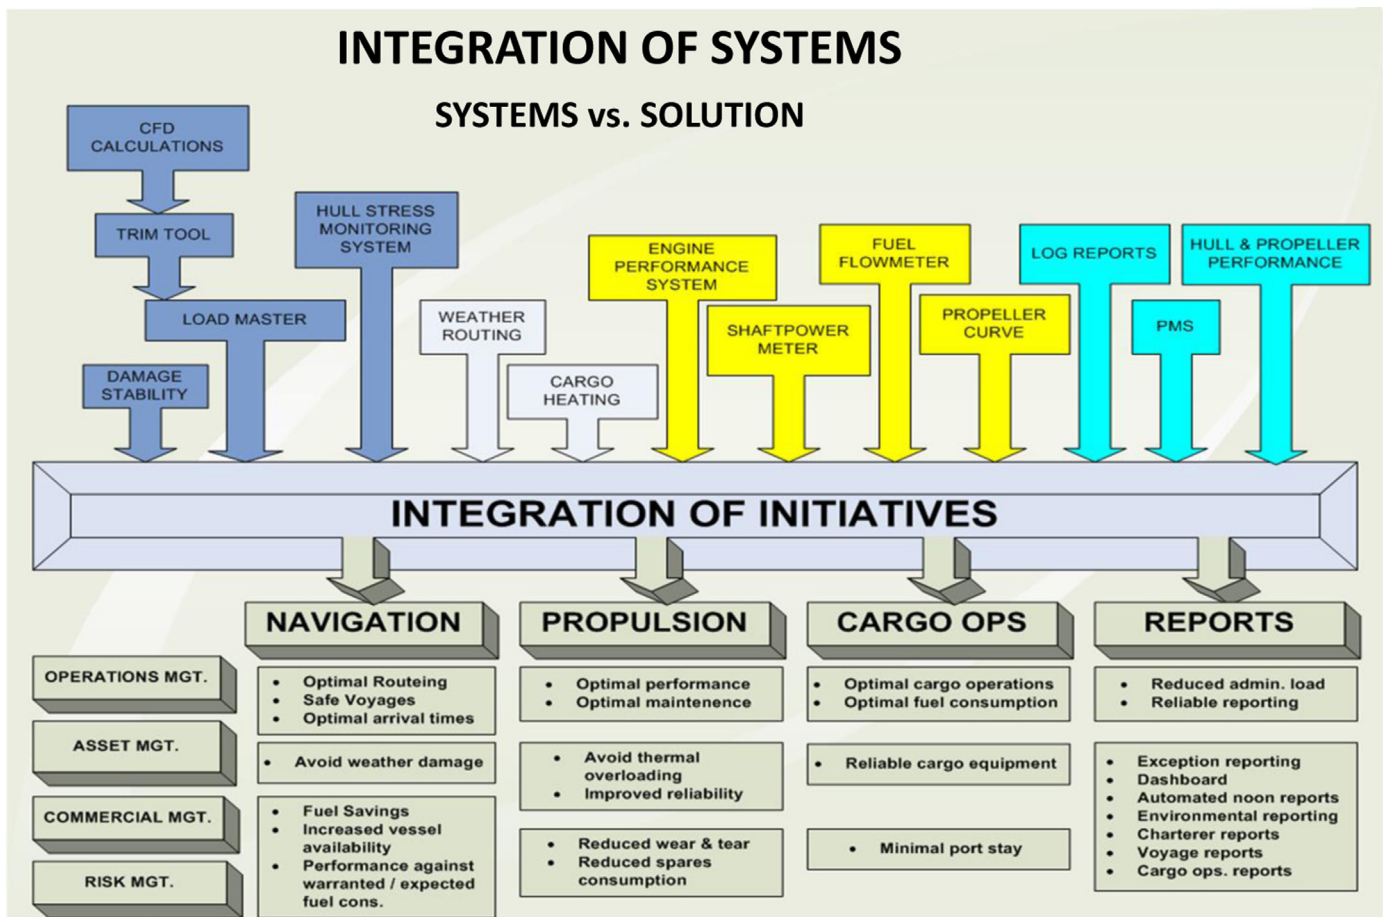 INTEGRATION OF SYSTEMS
SYSTEMS vs. SOLUTION
CFD
CALCULATIONS
TRIM TOOL
LOAD MASTER
DAMAGE
STABILITY
HULL STRESS
MONITORING
SYSTEM
WEATHER
ROUTING
CARGO
HEATING
ENGINE
PERFORMANCE
SYSTEM
SHAFTPOWER
METER
FUEL
FLOWMETER
PROPELLER
CURVE
LOG REPORTS
PMS
HULL & PROPELLER
PERFORMANCE
INTEGRATION OF INITIATIVES
NAVIGATION
PROPULSION
CARGO OPS
REPORTS
OPERATIONS MGT.
• Optimal Routeing
• Safe Voyages
• Optimal arrival times
• Optimal performance
• Optimal maintenence
• Optimal cargo operations
• Optimal fuel consumption
• Reduced admin. load
• Reliable reporting
ASSET MGT.
• Avoid weather damage
• Avoid thermal
overloading
• Improved reliability
• Reliable cargo equipment
• Exception reporting
• Dashboard
• Automated noon reports
• Environmental reporting
• Charterer reports
• Voyage reports
• Cargo ops. reports
COMMERCIAL MGT.
• Fuel Savings
• Increased vessel
availability
• Performance against
warranted / expected
fuel cons.
• Reduced wear & tear
• Reduced spares
consumption
• Minimal port stay
RISK MGT.